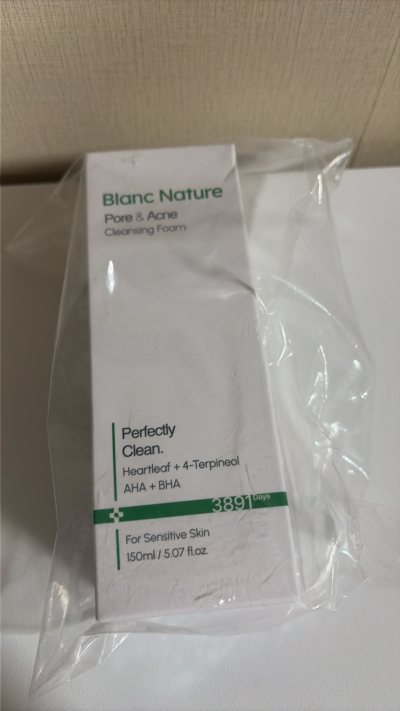 Blanc Nature
Pore & Acne
Cleansing Foam
Perfectly
Clean.
Heartleaf + 4-Terpineol
AHA + BHA
3891 Days
For Sensitive Skin
150ml / 5.07 fl.oz.